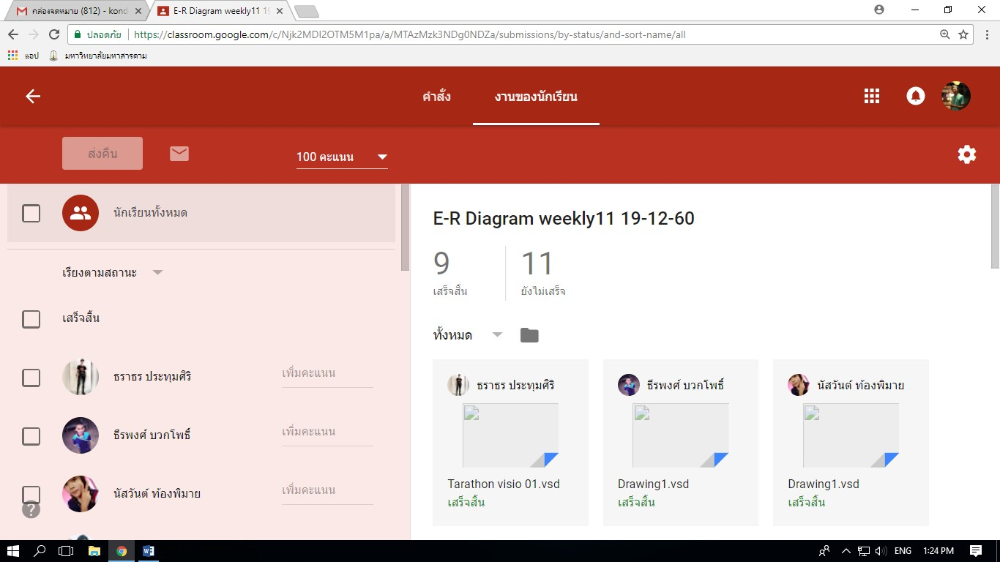 กล่องจดหมาย (812) - kond
E-R Diagram weekly11 19
ปลอดภัย
https://classroom.google.com/c/Njk2MDI2OTM5M1pa/a/MTAzMzk3NDg0NDZa/submissions/by-status/and-sort-name/all
แอป มหาวิทยาลัยมหาสารคาม
คำสั่ง งานของนักเรียน
ส่งคืน 100 คะแนน
นักเรียนทั้งหมด
เรียงตามสถานะ
เสร็จสิ้น
ธราธร ประทุมศิริ เพิ่มคะแนน
ธีรพงศ์ บวกโพธิ์ เพิ่มคะแนน
นัสวันต์ ท้องพิมาย เพิ่มคะแนน
?
E-R Diagram weekly11 19-12-60
9 11
เสร็จสิ้น ยังไม่เสร็จ
ทั้งหมด
ธราธร ประทุมศิริ
Tarathon visio 01.vsd
เสร็จสิ้น
ธีรพงศ์ บวกโพธิ์
Drawing1.vsd
เสร็จสิ้น
นัสวันต์ ท้องพิมาย
Drawing1.vsd
เสร็จสิ้น
ENG 1:24 PM